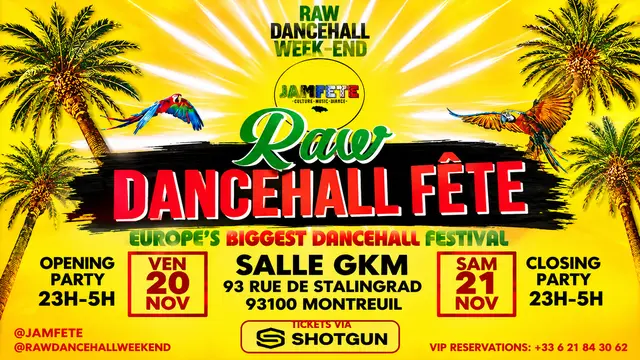 RAW
DANCEHALL
WEEK-END
JAMFETE
-CULTURE-MUSIC-DANCE-
Raw
DANCEHALL FÊTE
EUROPE'S BIGGEST DANCEHALL FESTIVAL
OPENING
PARTY
23H-5H
VEN
20
NOV
SALLE GKM
93 RUE DE STALINGRAD
93100 MONTREUIL
SAM
21
NOV
CLOSING
PARTY
23H-5H
TICKETS VIA
SHOTGUN
@JAMFETE
@RAWDANCEHALLWEEKEND
VIP RESERVATIONS: +33 6 21 84 30 62